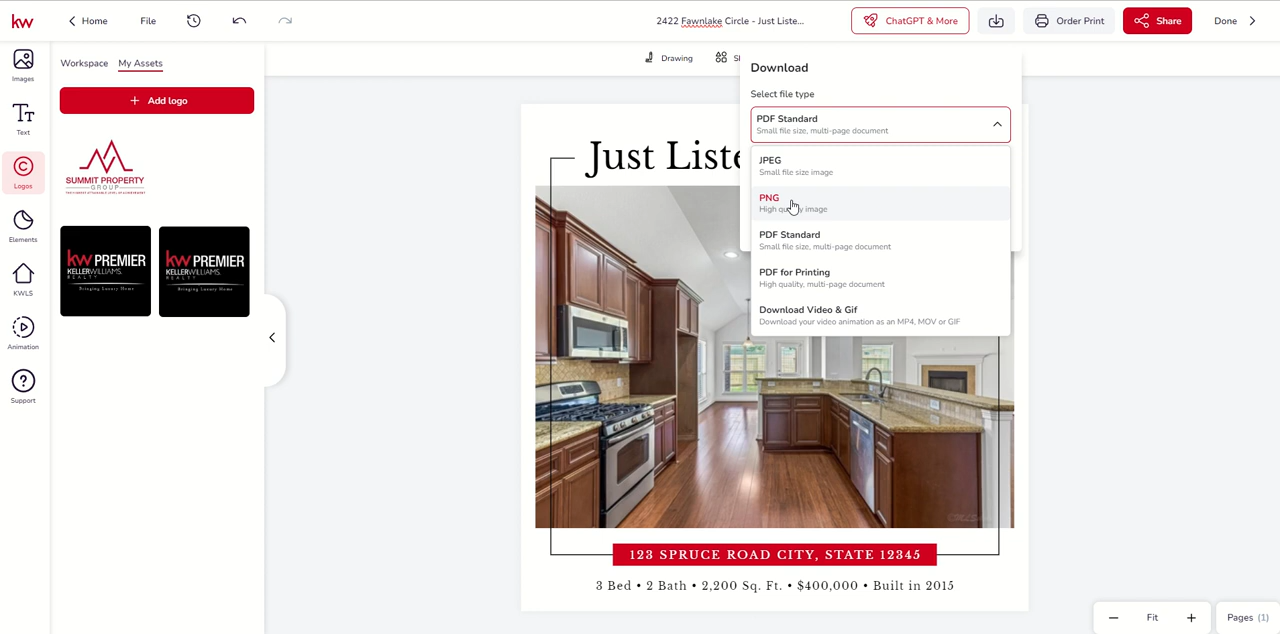 kw
Home
File
2422 Fawnlake Circle - Just Liste...
ChatGPT & More
Order Print
Share
Done
Images
Text
Logos
Elements
KWLS
Animation
Support
Workspace
My Assets
Add logo
SUMMIT PROPERTY
GROUP
kw PREMIER
KELLERWILLIAMS.
REALTY
Bringing Luxury Home
kw PREMIER
KELLERWILLIAMS.
REALTY
Bringing Luxury Home
Drawing
Download
Select file type
PDF Standard
Small file size, multi-page document
JPEG
Small file size image
PNG
High quality image
PDF Standard
Small file size, multi-page document
PDF for Printing
High quality, multi-page document
Download Video & Gif
Download your video animation as an MP4, MOV or GIF
Just Liste
123 SPRUCE ROAD CITY, STATE 12345
3 Bed • 2 Bath • 2,200 Sq. Ft. • $400,000 • Built in 2015
Fit
Pages (1)